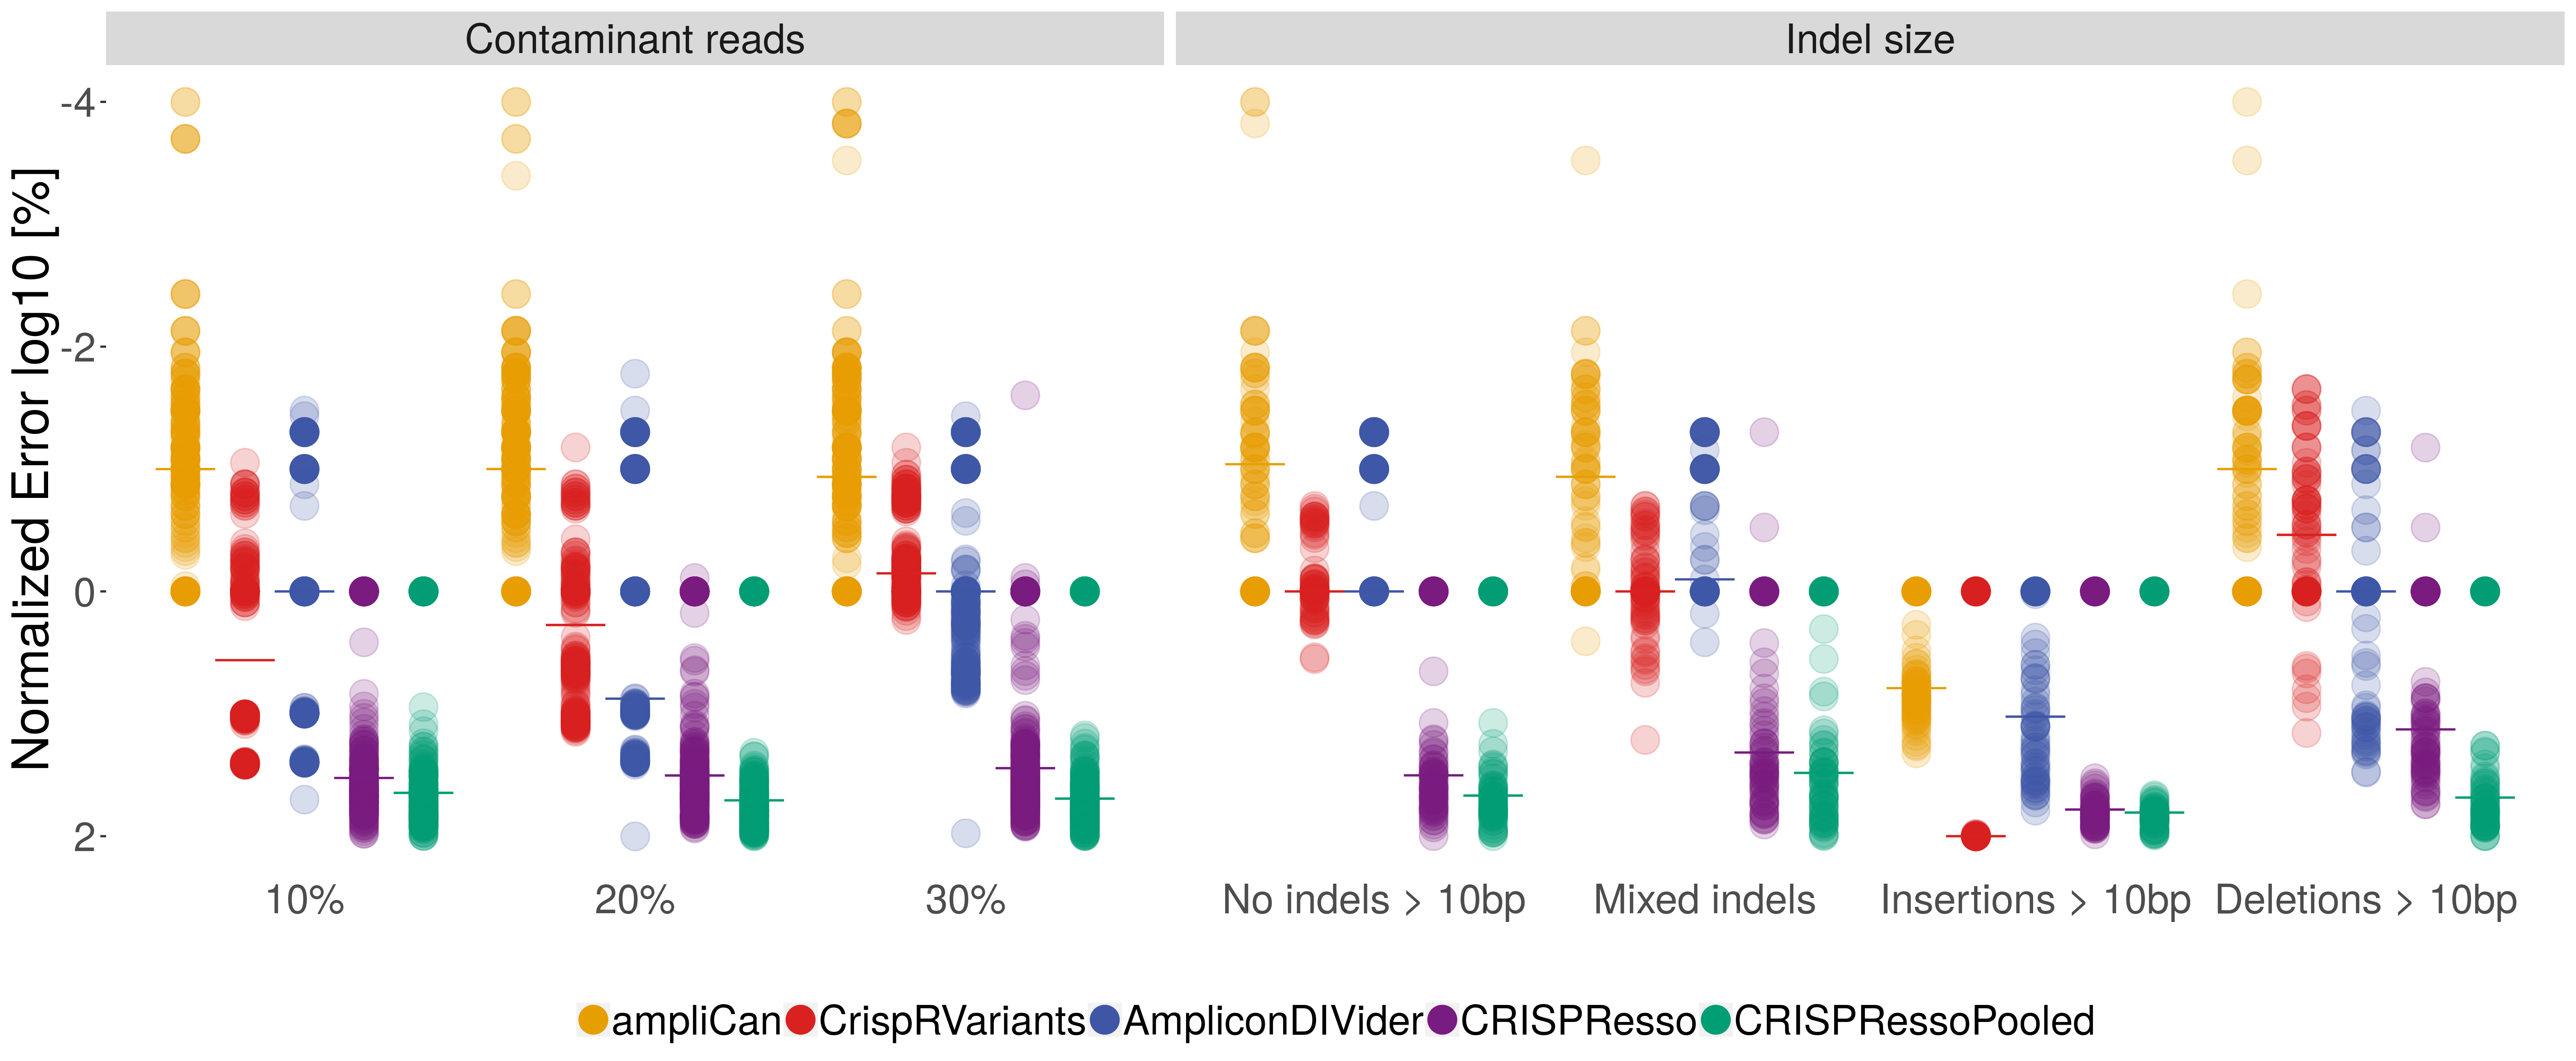 Contaminant reads
Indel size
Normalized Error log10 [%]
-4
-2
0
2
10%
20%
30%
No indels > 10bp
Mixed indels
Insertions > 10bp
Deletions > 10bp
ampliCan CrispRVariants AmpliconDIVider CRISPResso CRISPRessoPooled